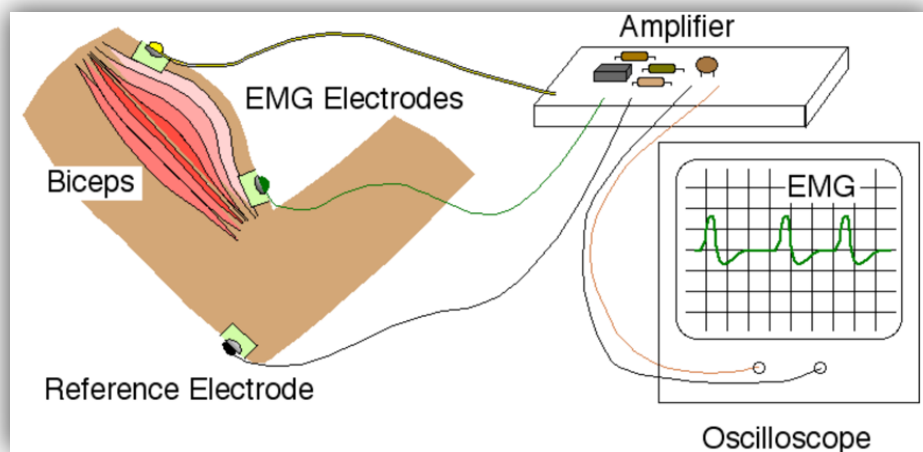 Amplifier
EMG Electrodes
Biceps
EMG
Reference Electrode
Oscilloscope